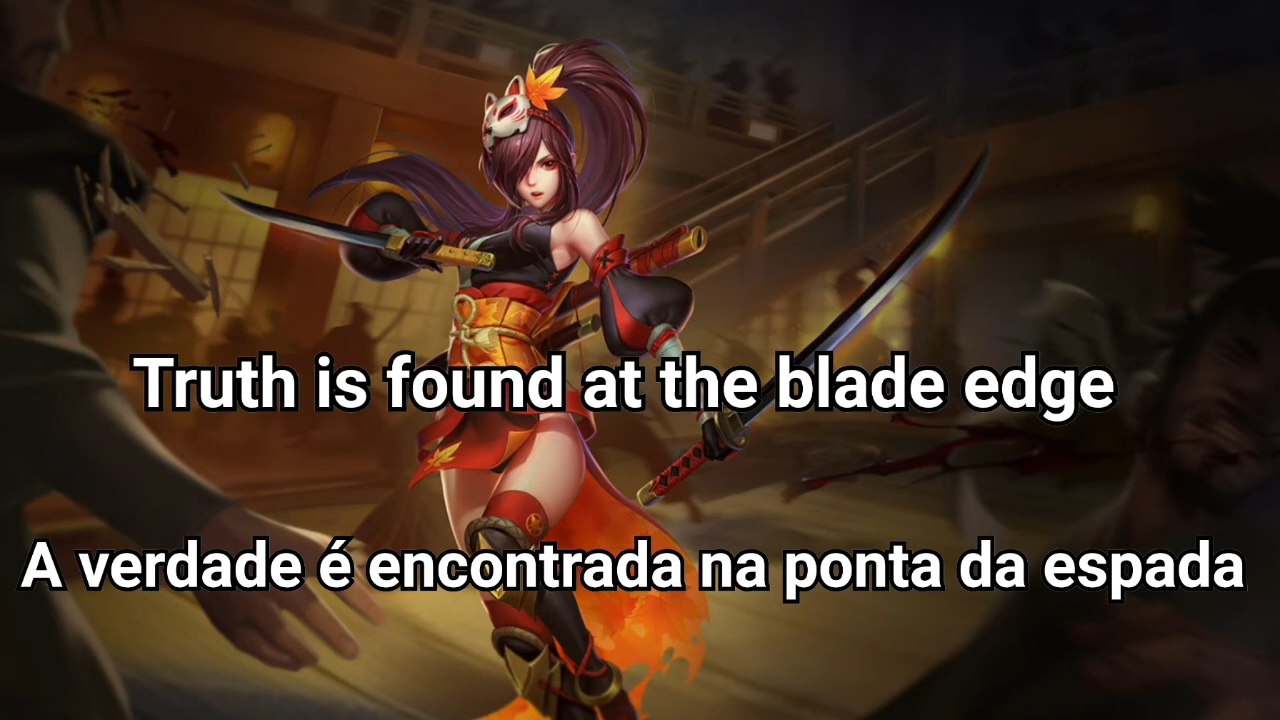 Truth is found at the blade edge
A verdade é encontrada na ponta da espada